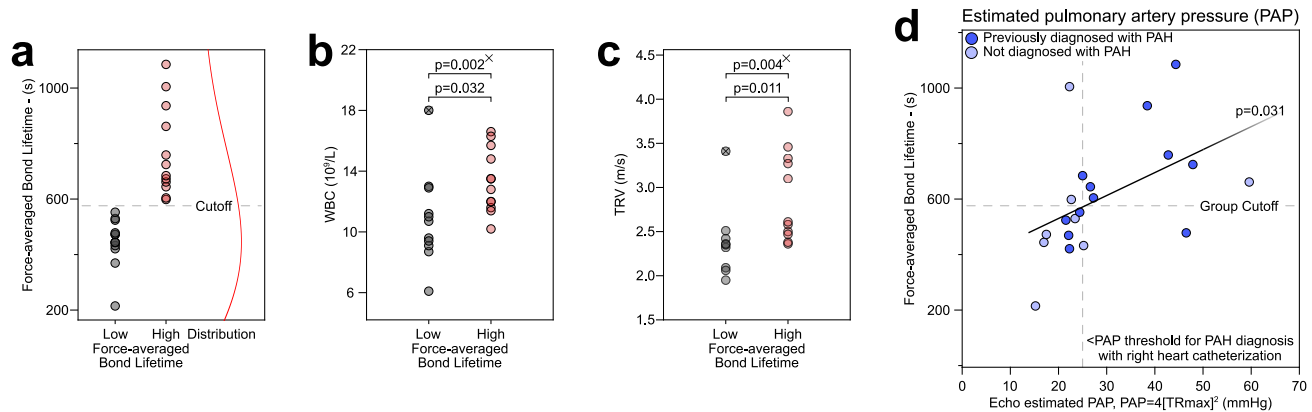 a
Force-averaged Bond Lifetime - (s)
1000
600
200
Cutoff
Low
High
Distribution
Force-averaged
Bond Lifetime
b
WBC (10⁹/L)
22
18
14
10
6
p=0.002
×
p=0.032
Low
High
Force-averaged
Bond Lifetime
c
TRV (m/s)
4.5
4.0
3.5
3.0
2.5
2.0
1.5
p=0.004
×
p=0.011
Low
High
Force-averaged
Bond Lifetime
d
Estimated pulmonary artery pressure (PAP)
Previously diagnosed with PAH
Not diagnosed with PAH
Force-averaged Bond Lifetime - (s)
1000
600
200
p=0.031
Group Cutoff
<PAP threshold for PAH diagnosis
with right heart catheterization
0 10 20 30 40 50 60 70
Echo estimated PAP, PAP=4[TRmax]² (mmHg)